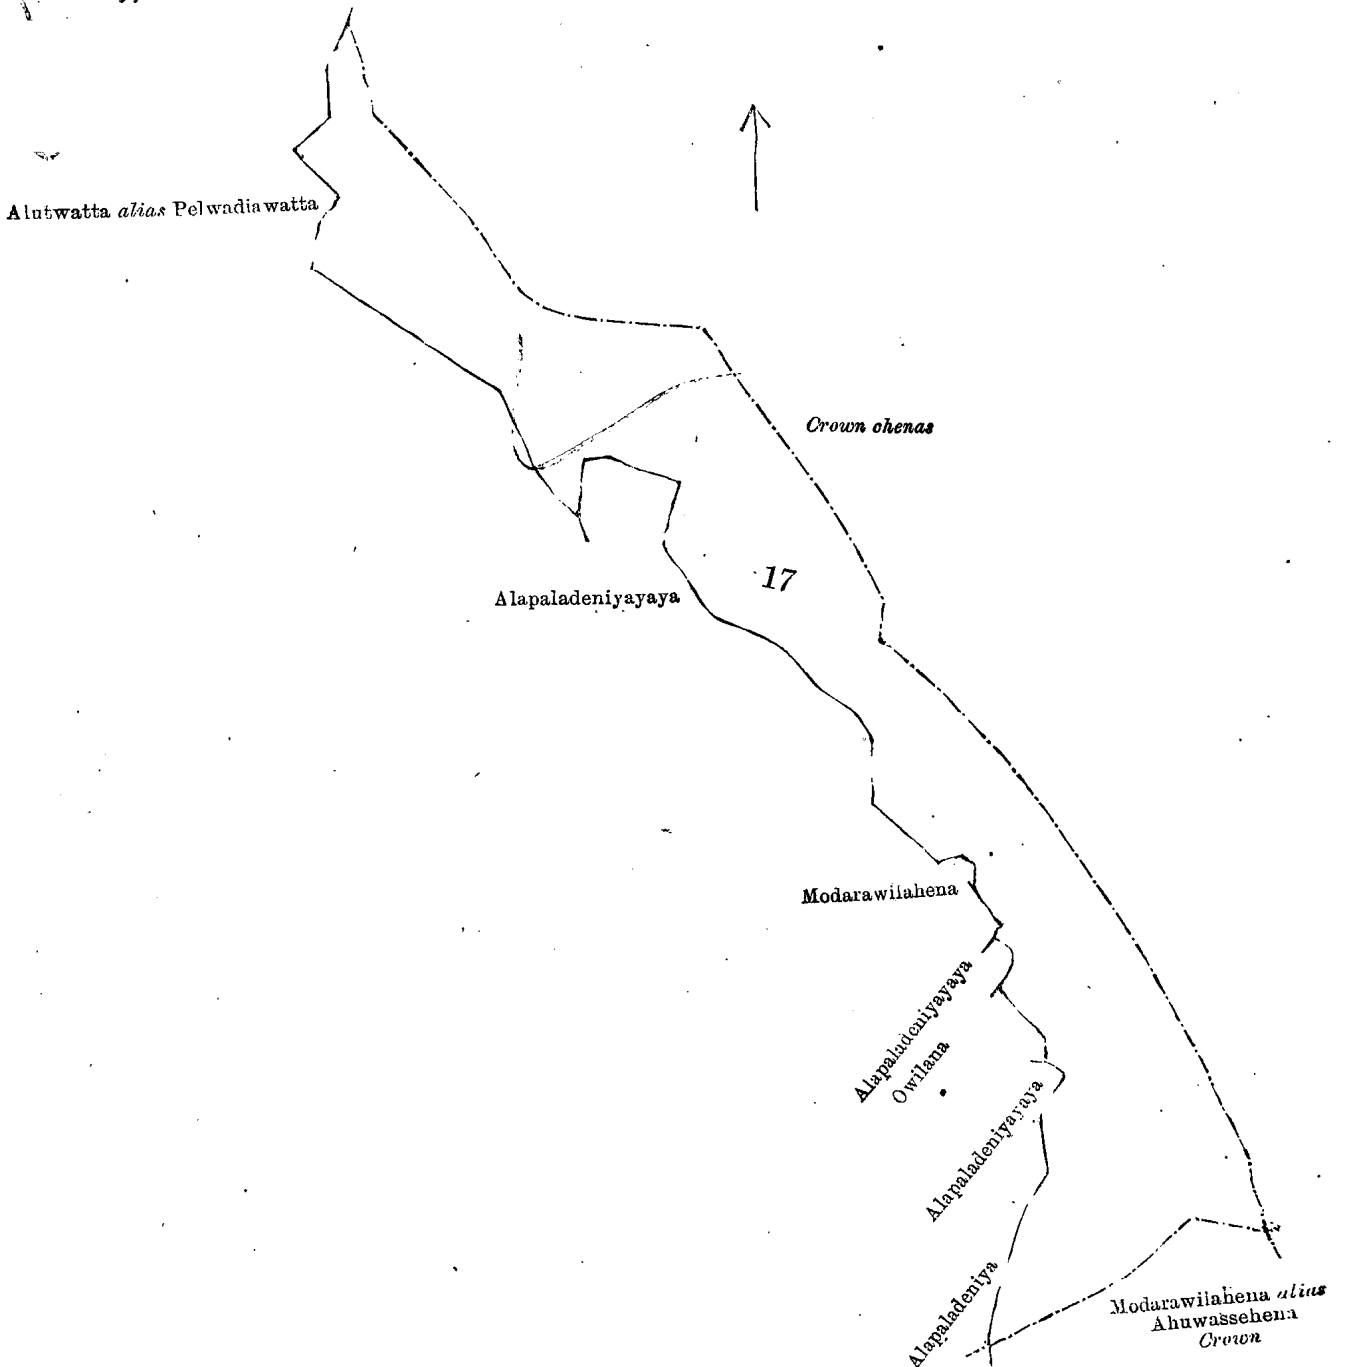 Alutwatta alias Pelwadiawatta
Crown chenas
17
Alapaladeniyayaya
Modarawilahena
Alapaladeniyayaya
Owilana
Alapaladeniyayaya
Alapaladeniya
Modarawilahena alias
Ahuwassehena
Crown